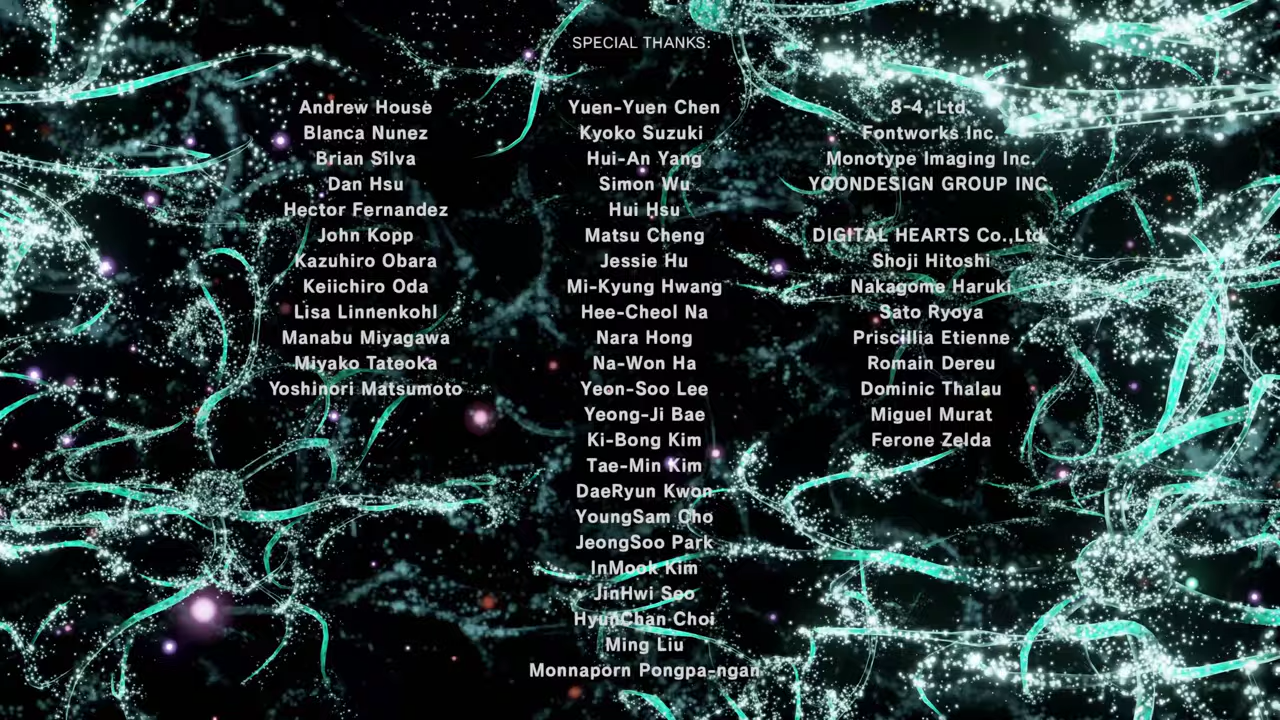 SPECIAL THANKS:
Andrew House
Blanca Nunez
Brian Silva
Dan Hsu
Hector Fernandez
John Kopp
Kazuhiro Obara
Keiichiro Oda
Lisa Linnenkohl
Manabu Miyagawa
Miyako Tateoka
Yoshinori Matsumoto
Yuen-Yuen Chen
Kyoko Suzuki
Hui-An Yang
Simon Wu
Hui Hsu
Matsu Cheng
Jessie Hu
Mi-Kyung Hwang
Hee-Cheol Na
Nara Hong
Na-Won Ha
Yeon-Soo Lee
Yeong-Ji Bae
Ki-Bong Kim
Tae-Min Kim
DaeRyun Kwon
YoungSam Cho
JeongSoo Park
InMook Kim
JinHwi Seo
HyunChan Choi
Ming Liu
Monnaporn Pongpa-ngan
8-4, Ltd.
Fontworks Inc.
Monotype Imaging Inc.
YOONDESIGN GROUP INC.
DIGITAL HEARTS Co.,Ltd.
Shoji Hitoshi
Nakagome Haruki
Sato Ryoya
Priscillia Etienne
Romain Dereu
Dominic Thalau
Miguel Murat
Ferone Zelda